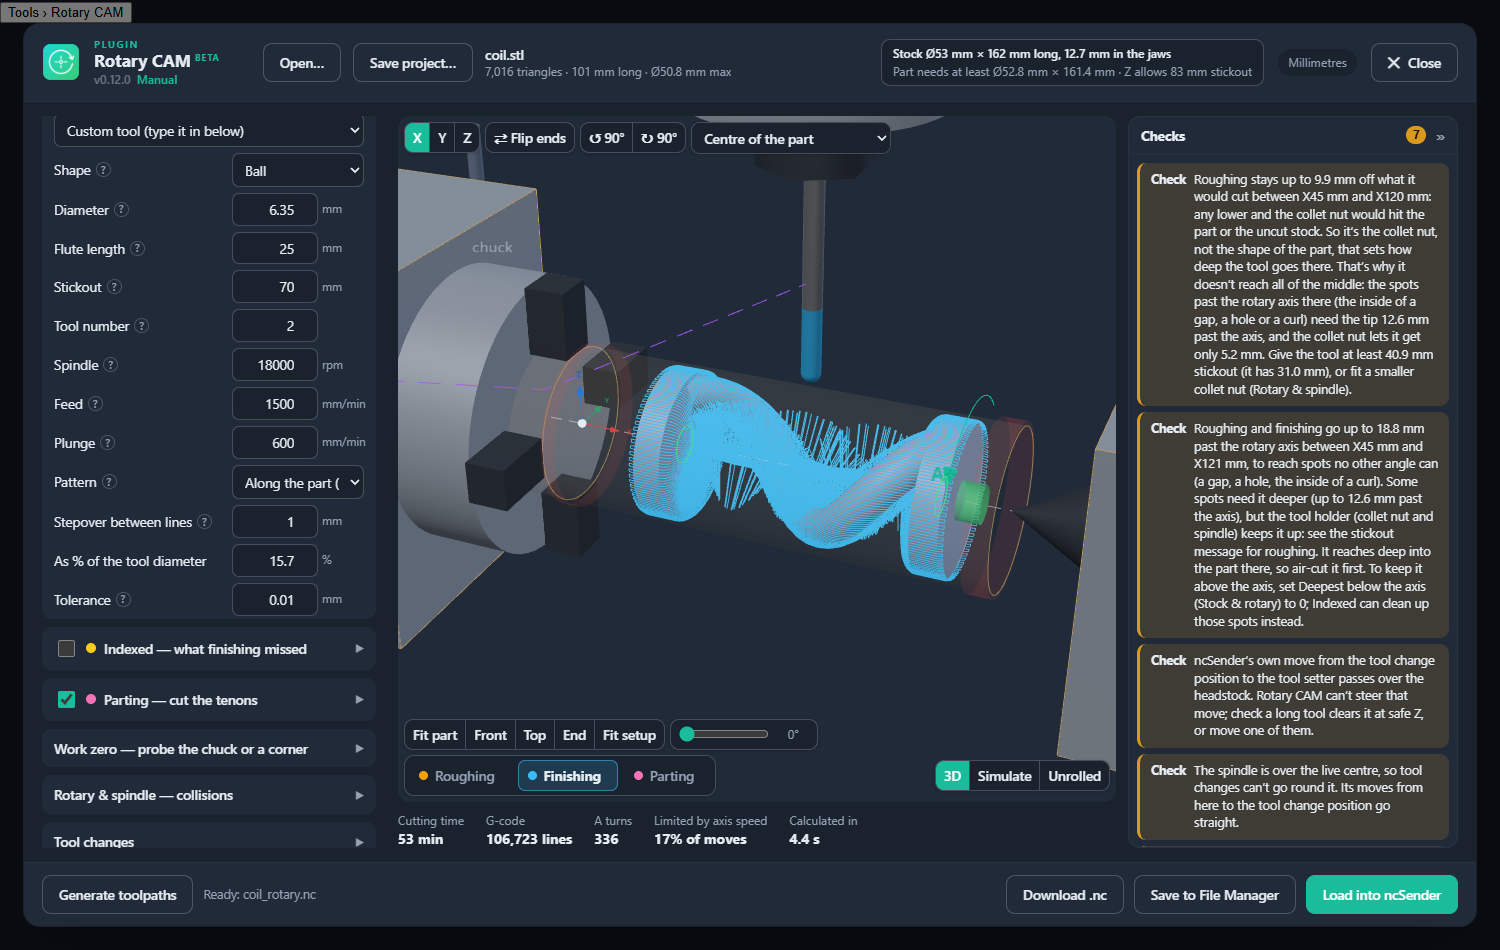 Tools › Rotary CAM
PLUGIN
Rotary CAM BETA
v0.12.0 Manual
Open...
Save project...
coil.stl
7,016 triangles · 101 mm long · Ø50.8 mm max
Stock Ø53 mm × 162 mm long, 12.7 mm in the jaws
Part needs at least Ø52.8 mm × 161.4 mm · Z allows 83 mm stickout
Millimetres
✕ Close
Custom tool (type it in below)
Shape ? Ball
Diameter ? 6.35 mm
Flute length ? 25 mm
Stickout ? 70 mm
Tool number ? 2
Spindle ? 18000 rpm
Feed ? 1500 mm/min
Plunge ? 600 mm/min
Pattern ? Along the part (
Stepover between lines ? 1 mm
As % of the tool diameter 15.7 %
Tolerance ? 0.01 mm
Indexed — what finishing missed
Parting — cut the tenons
Work zero — probe the chuck or a corner
Rotary & spindle — collisions
Tool changes
X Y Z
⇄ Flip ends
↺ 90° ↻ 90°
Centre of the part
chuck
Y
Fit part Front Top End Fit setup
0°
Roughing Finishing Parting
3D Simulate Unrolled
Cutting time
53 min
G-code
106,723 lines
A turns
336
Limited by axis speed
17% of moves
Calculated in
4.4 s
Checks 7 »
Check Roughing stays up to 9.9 mm off what it
would cut between X45 mm and X120 mm:
any lower and the collet nut would hit the
part or the uncut stock. So it's the collet nut,
not the shape of the part, that sets how
deep the tool goes there. That's why it
doesn't reach all of the middle: the spots
past the rotary axis there (the inside of a
gap, a hole or a curl) need the tip 12.6 mm
past the axis, and the collet nut lets it get
only 5.2 mm. Give the tool at least 40.9 mm
stickout (it has 31.0 mm), or fit a smaller
collet nut (Rotary & spindle).
Check Roughing and finishing go up to 18.8 mm
past the rotary axis between X45 mm and
X121 mm, to reach spots no other angle can
(a gap, a hole, the inside of a curl). Some
spots need it deeper (up to 12.6 mm past
the axis), but the tool holder (collet nut and
spindle) keeps it up: see the stickout
message for roughing. It reaches deep into
the part there, so air-cut it first. To keep it
above the axis, set Deepest below the axis
(Stock & rotary) to 0; Indexed can clean up
those spots instead.
Check ncSender's own move from the tool change
position to the tool setter passes over the
headstock. Rotary CAM can't steer that
move; check a long tool clears it at safe Z,
or move one of them.
Check The spindle is over the live centre, so tool
changes can't go round it. Its moves from
here to the tool change position go
straight.
Generate toolpaths
Ready: coil_rotary.nc
Download .nc
Save to File Manager
Load into ncSender